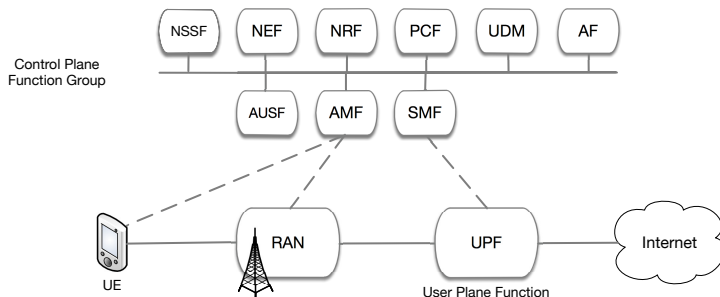 NSSF NEF NRF PCF UDM AF
Control Plane
Function Group
AUSF AMF SMF
RAN UPF Internet
UE User Plane Function